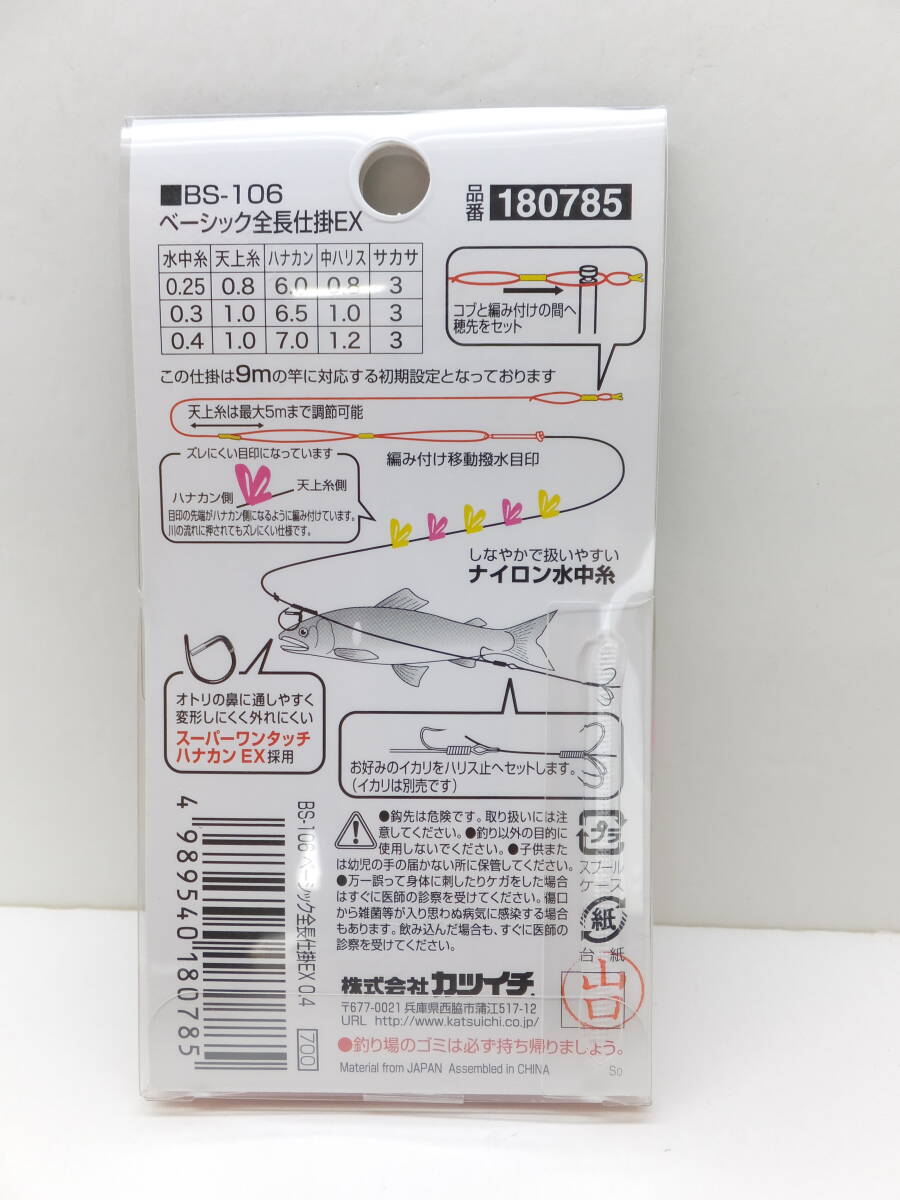 ■BS-106
ベーシック全長仕掛EX
品番 180785
水中糸 天上糸 ハナカン 中ハリス サカサ
0.25 0.8 6.0 0.8 3
0.3 1.0 6.5 1.0 3
0.4 1.0 7.0 1.2 3
コブと編み付けの間へ
穂先をセット
この仕掛は9mの竿に対応する初期設定となっております
天上糸は最大5mまで調節可能
ズレにくい目印になっています
ハナカン側
天上糸側
目印の先端がハナカン側になるように編み付けています。
川の流れに押されてもズレにくい仕様です。
編み付け移動撥水目印
しなやかで扱いやすい
ナイロン水中糸
オトリの鼻に通しやすく
変形しにくく外れにくい
スーパーワンタッチ
ハナカンEX採用
お好みのイカリをハリス止へセットします。
(イカリは別売です)
●鈎先は危険です。取り扱いには注
意してください。●釣り以外の目的に
使用しないでください。●子供また
は幼児の手の届かない所に保管してください。
●万一誤って身体に刺したりケガをした場合
はすぐに医師の診察を受けてください。傷口
から雑菌等が入り思わぬ病気に感染する場合
もあります。飲み込んだ場合も、すぐに医師の
診察を受けてください。
プラ
スプール
ケース
紙
台紙
山口
株式会社カツイチ
〒677-0021 兵庫県西脇市蒲江517-12
URL http://www.katsuichi.co.jp/
●釣り場のゴミは必ず持ち帰りましょう。
Material from JAPAN Assembled in CHINA
So
4 989540 180785
BS-106 ベーシック全長仕掛EX 0.4
700